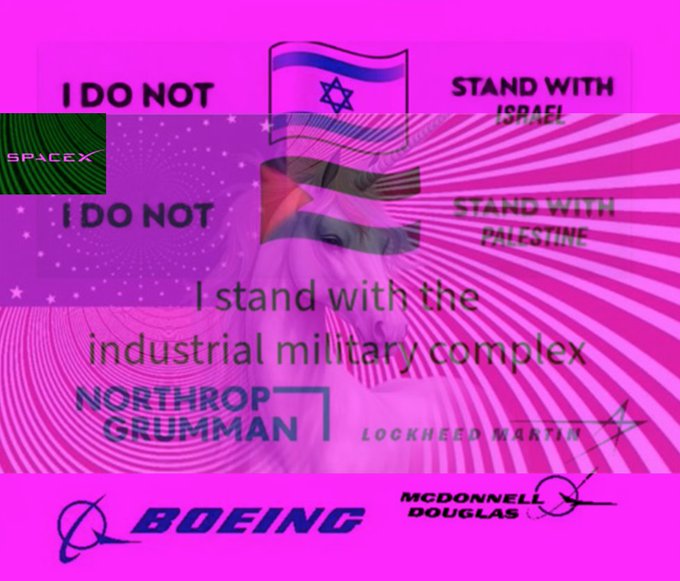 I DO NOT STAND WITH
ISRAEL
SPACEX
I DO NOT STAND WITH
PALESTINE
I stand with the
industrial military complex
NORTHROP
GRUMMAN
LOCKHEED MARTIN
BOEING
MCDONNELL
DOUGLAS